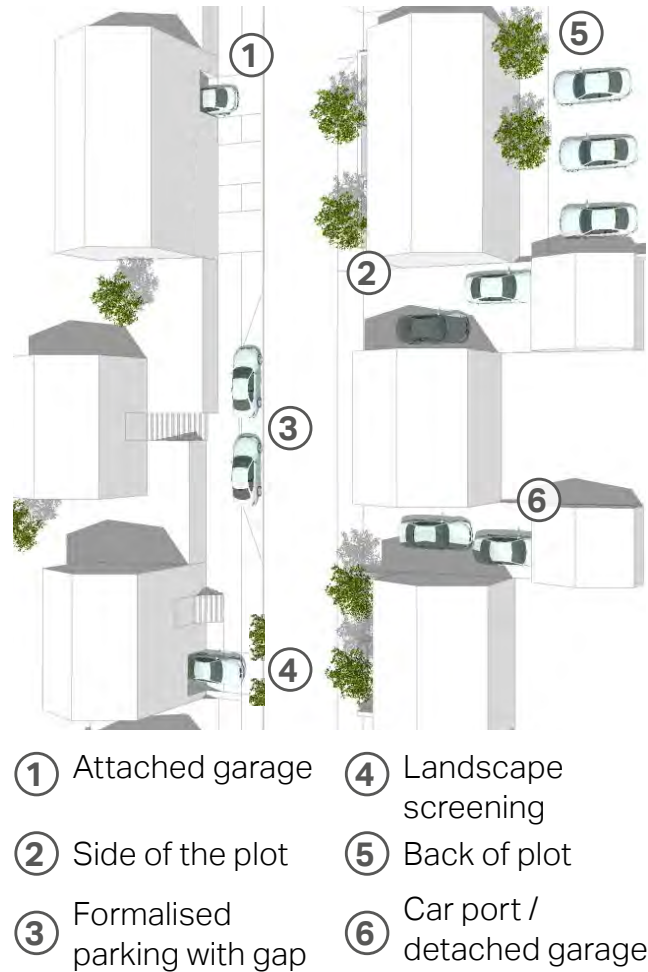 1
5
2
3
6
4
1 Attached garage
2 Side of the plot
3 Formalised
parking with gap
4 Landscape
screening
5 Back of plot
6 Car port /
detached garage